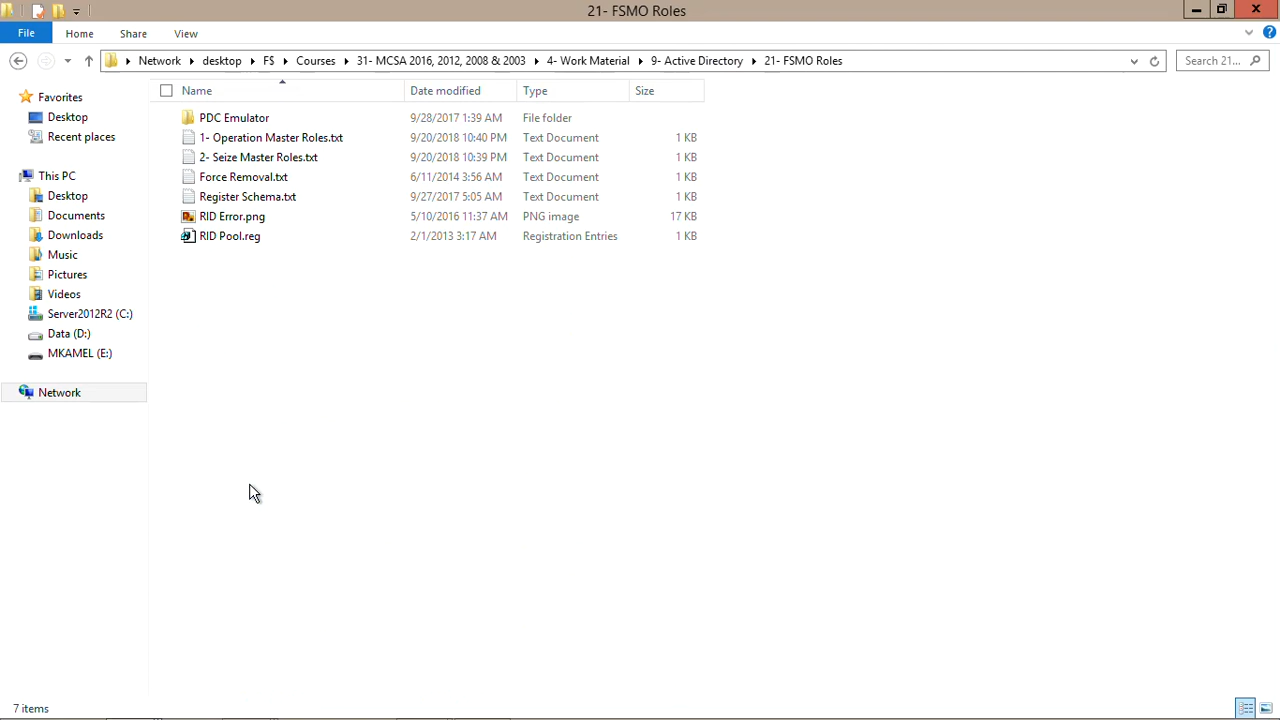 21- FSMO Roles
File Home Share View
Network desktop F$ Courses 31- MCSA 2016, 2012, 2008 & 2003 4- Work Material 9- Active Directory 21- FSMO Roles
Search 21...
Name Date modified Type Size
PDC Emulator 9/28/2017 1:39 AM File folder
1- Operation Master Roles.txt 9/20/2018 10:40 PM Text Document 1 KB
2- Seize Master Roles.txt 9/20/2018 10:39 PM Text Document 1 KB
Force Removal.txt 6/11/2014 3:56 AM Text Document 1 KB
Register Schema.txt 9/27/2017 5:05 AM Text Document 1 KB
RID Error.png 5/10/2016 11:37 AM PNG image 17 KB
RID Pool.reg 2/1/2013 3:17 AM Registration Entries 1 KB
Favorites
Desktop
Recent places
This PC
Desktop
Documents
Downloads
Music
Pictures
Videos
Server2012R2 (C:)
Data (D:)
MKAMEL (E:)
Network
7 items